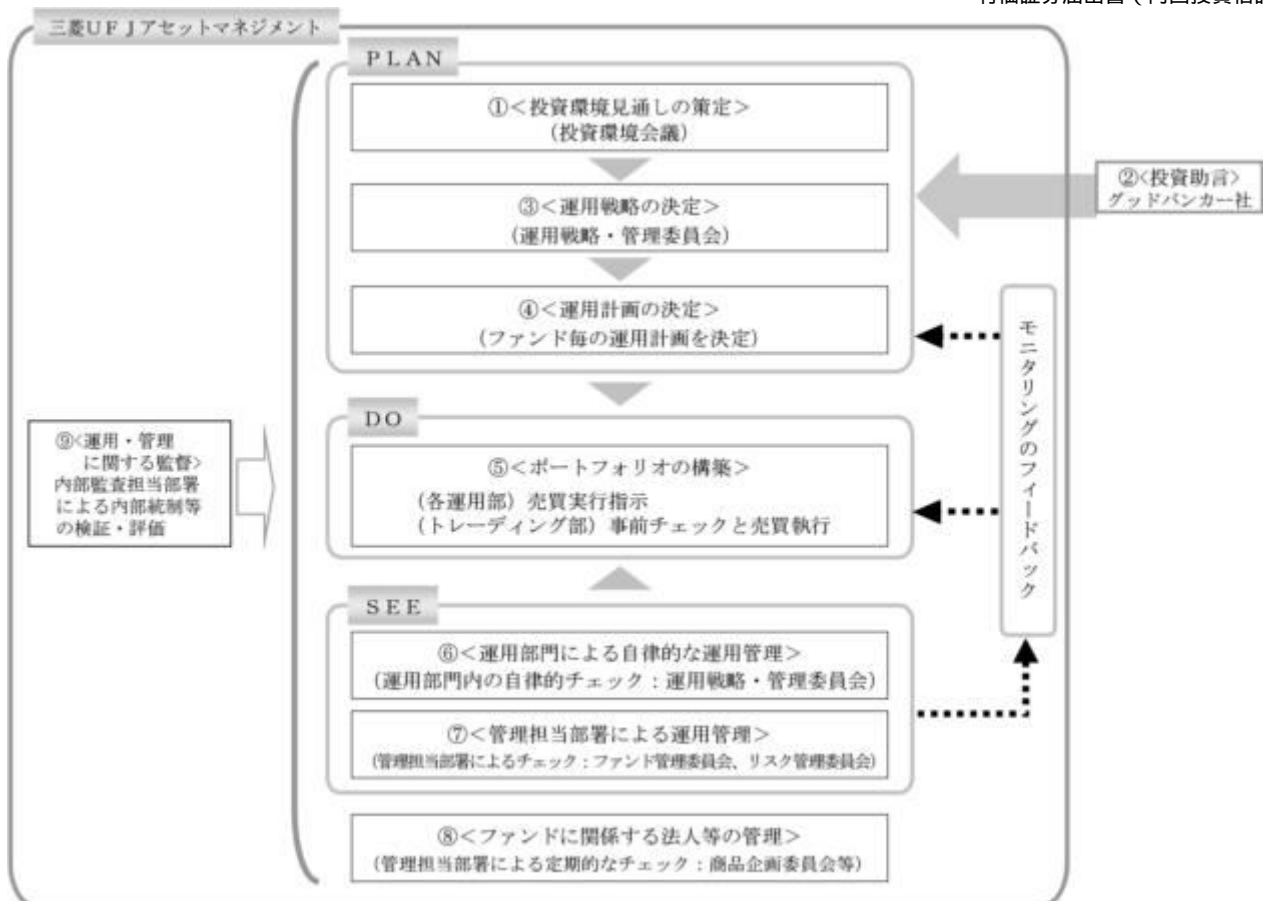 三菱UFJアセットマネジメント
PLAN
①＜投資環境見通しの策定＞
(投資環境会議)
②<投資助言>
グッドバンカー社
③＜運用戦略の決定＞
(運用戦略・管理委員会)
④＜運用計画の決定＞
(ファンド毎の運用計画を決定)
モニタリングのフィードバック
DO
⑤＜ポートフォリオの構築＞
(各運用部) 売買実行指示
(トレーディング部) 事前チェックと売買執行
⑨<運用・管理
に関する監督>
内部監査担当部署
による内部統制等
の検証・評価
SEE
⑥＜運用部門による自律的な運用管理＞
(運用部門内の自律的チェック：運用戦略・管理委員会)
⑦＜管理担当部署による運用管理＞
(管理担当部署によるチェック：ファンド管理委員会、リスク管理委員会)
⑧＜ファンドに関係する法人等の管理＞
(管理担当部署による定期的なチェック：商品企画委員会等)